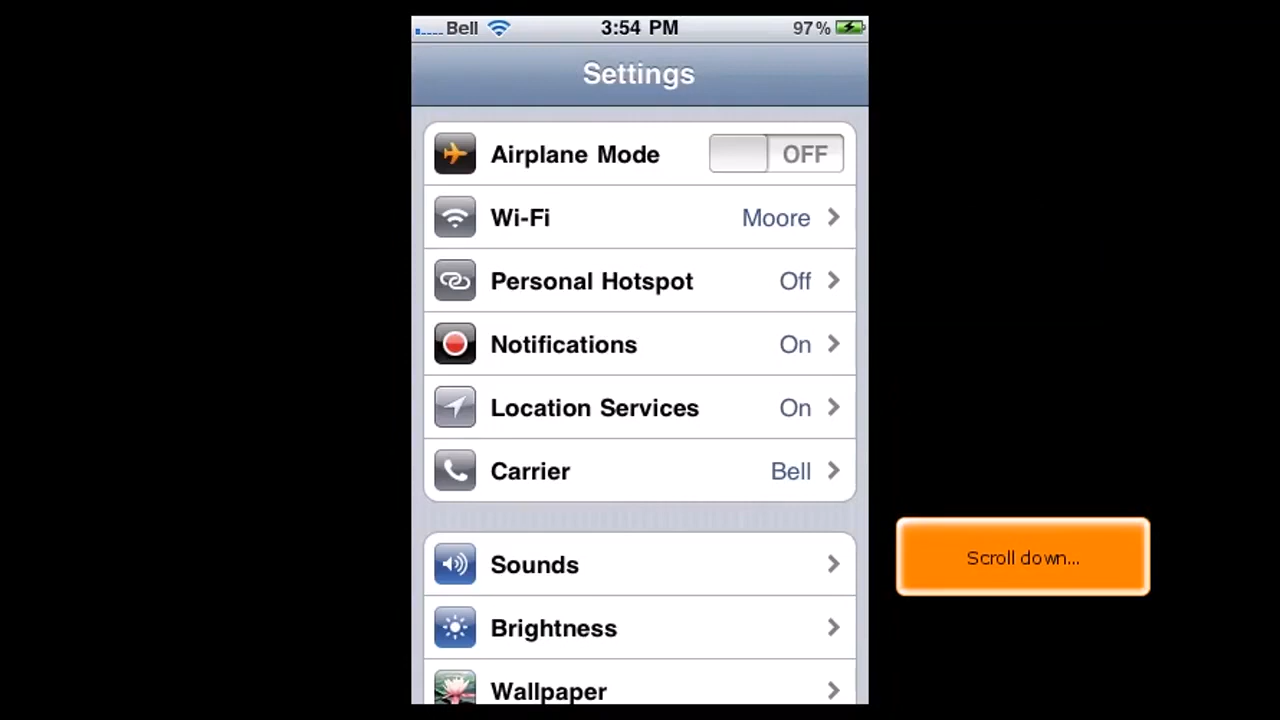 Bell 3:54 PM 97%
Settings
Airplane Mode OFF
Wi-Fi Moore
Personal Hotspot Off
Notifications On
Location Services On
Carrier Bell
Sounds
Scroll down...
Brightness
Wallpaper